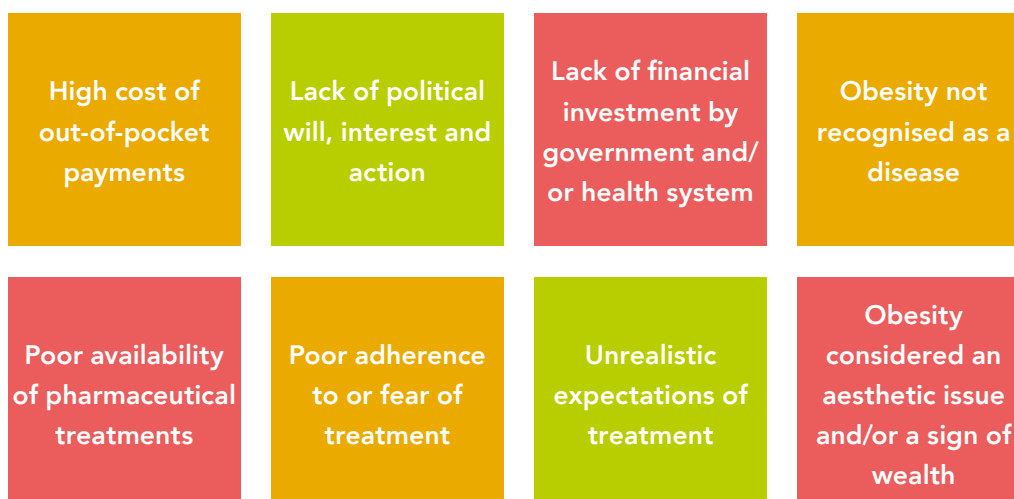 High cost of
out-of-pocket
payments
Lack of political
will, interest and
action
Lack of financial
investment by
government and/
or health system
Obesity not
recognised as a
disease
Poor availability
of pharmaceutical
treatments
Poor adherence
to or fear of
treatment
Unrealistic
expectations of
treatment
Obesity
considered an
aesthetic issue
and/or a sign of
wealth